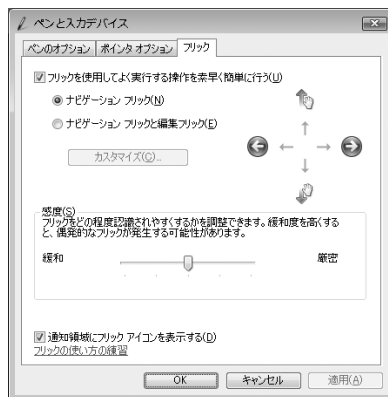 ペンと入力デバイス
ペンのオプション ポインタ オプション フリック
フリックを使用してよく実行する操作を素早く簡単に行う(U)
ナビゲーション フリック(N)
ナビゲーション フリックと編集フリック(E)
カスタマイズ(C)...
感度(S)
フリックをどの程度認識されやすくするかを調整できます。緩和度を高くする
と、偶発的なフリックが発生する可能性があります。
緩和 厳密
通知領域にフリック アイコンを表示する(D)
フリックの使い方の練習
OK キャンセル 適用(A)